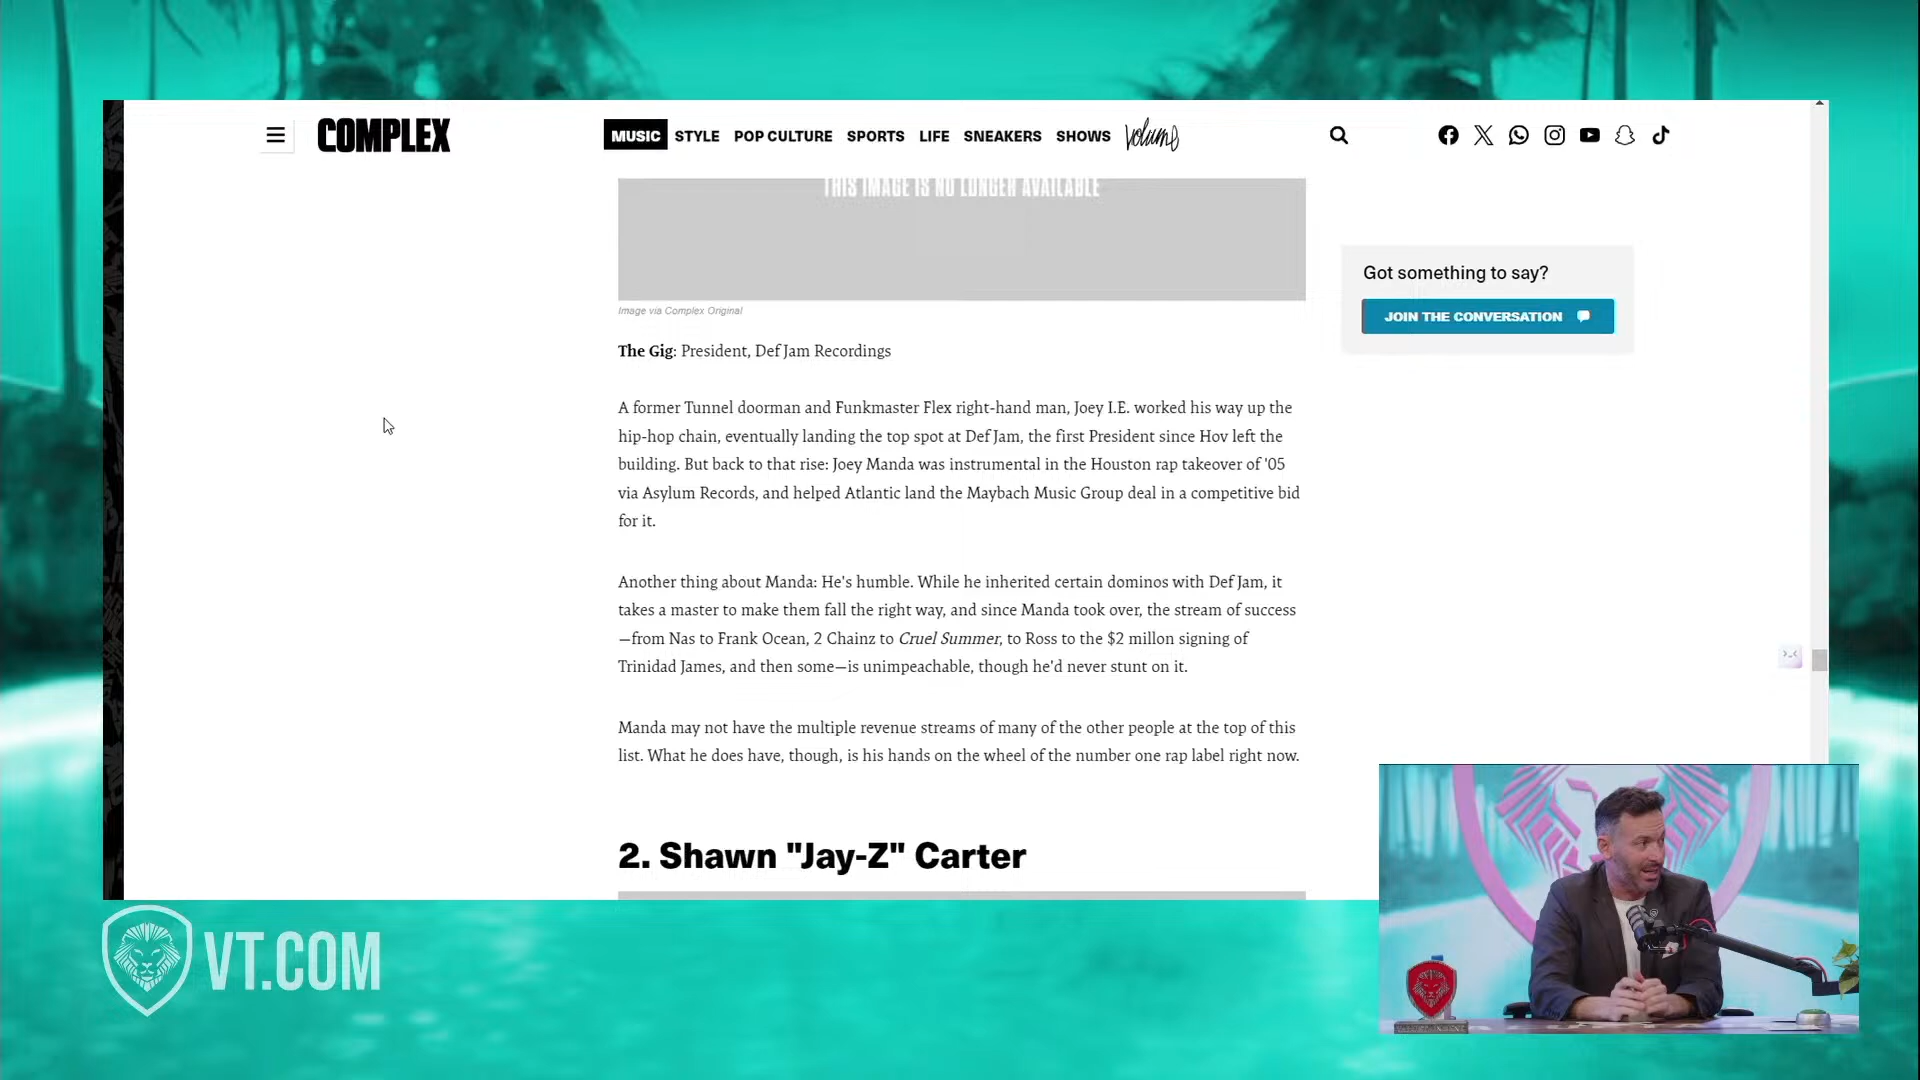 COMPLEX
MUSIC STYLE POP CULTURE SPORTS LIFE SNEAKERS SHOWS Volume
THIS IMAGE IS NO LONGER AVAILABLE
Image via Complex Original
Got something to say?
JOIN THE CONVERSATION
The Gig: President, Def Jam Recordings
A former Tunnel doorman and Funkmaster Flex right-hand man, Joey I.E. worked his way up the
hip-hop chain, eventually landing the top spot at Def Jam, the first President since Hov left the
building. But back to that rise: Joey Manda was instrumental in the Houston rap takeover of '05
via Asylum Records, and helped Atlantic land the Maybach Music Group deal in a competitive bid
for it.
Another thing about Manda: He's humble. While he inherited certain dominos with Def Jam, it
takes a master to make them fall the right way, and since Manda took over, the stream of success
—from Nas to Frank Ocean, 2 Chainz to Cruel Summer, to Ross to the $2 millon signing of
Trinidad James, and then some—is unimpeachable, though he'd never stunt on it.
Manda may not have the multiple revenue streams of many of the other people at the top of this
list. What he does have, though, is his hands on the wheel of the number one rap label right now.
2. Shawn "Jay-Z" Carter
VT.COM